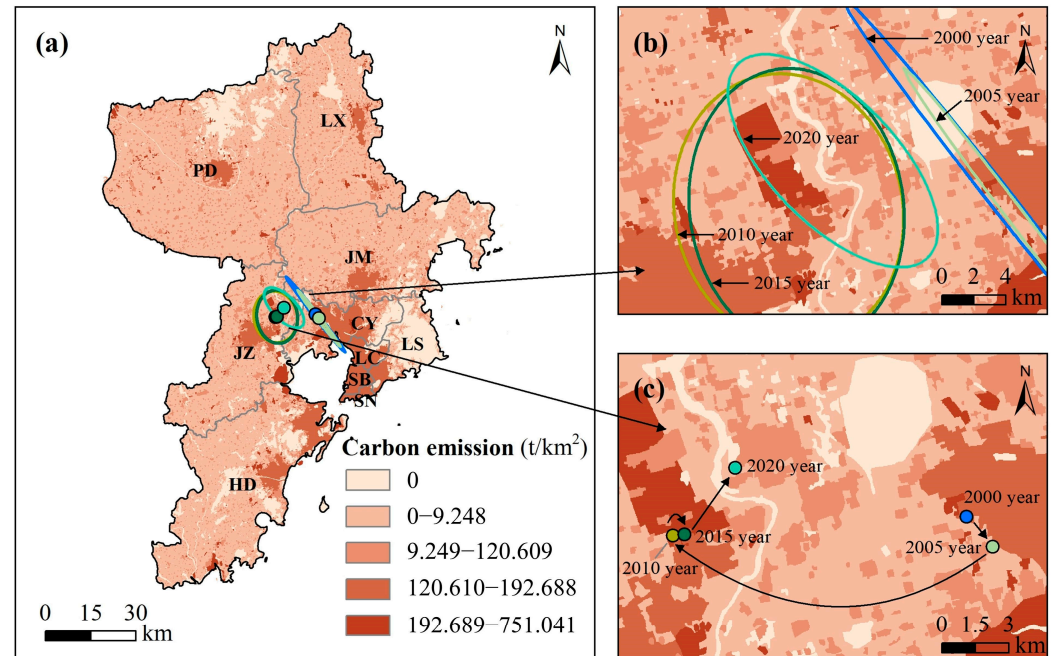 (a)
N
LX
PD
JM
CY
LS
JZ
LC
SB
SN
HD
Carbon emission (t/km²)
0
0–9.248
9.249–120.609
120.610–192.688
192.689–751.041
0 15 30
km
(b)
N
2000 year
2005 year
2020 year
2010 year
2015 year
0 2 4
km
(c)
N
2020 year
2000 year
2015 year
2005 year
2010 year
0 1.5 3
km